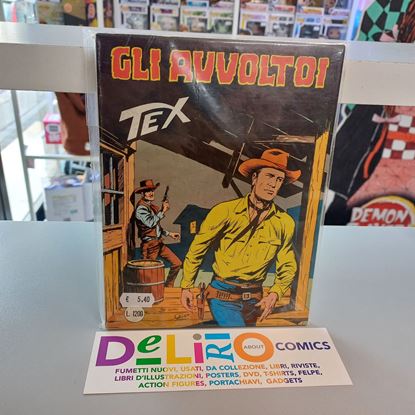 GLI AVVOLTOI
TEX
€ 5.40
L. 1200
DELIRIO ABOUT COMICS
FUMETTI NUOVI, USATI, DA COLLEZIONE, LIBRI, RIVISTE,
LIBRI D'ILLUSTRAZIONI, POSTERS, DVD, T-SHIRTS, FELPE,
ACTION FIGURES, PORTACHIAVI, GADGETS
DEMON